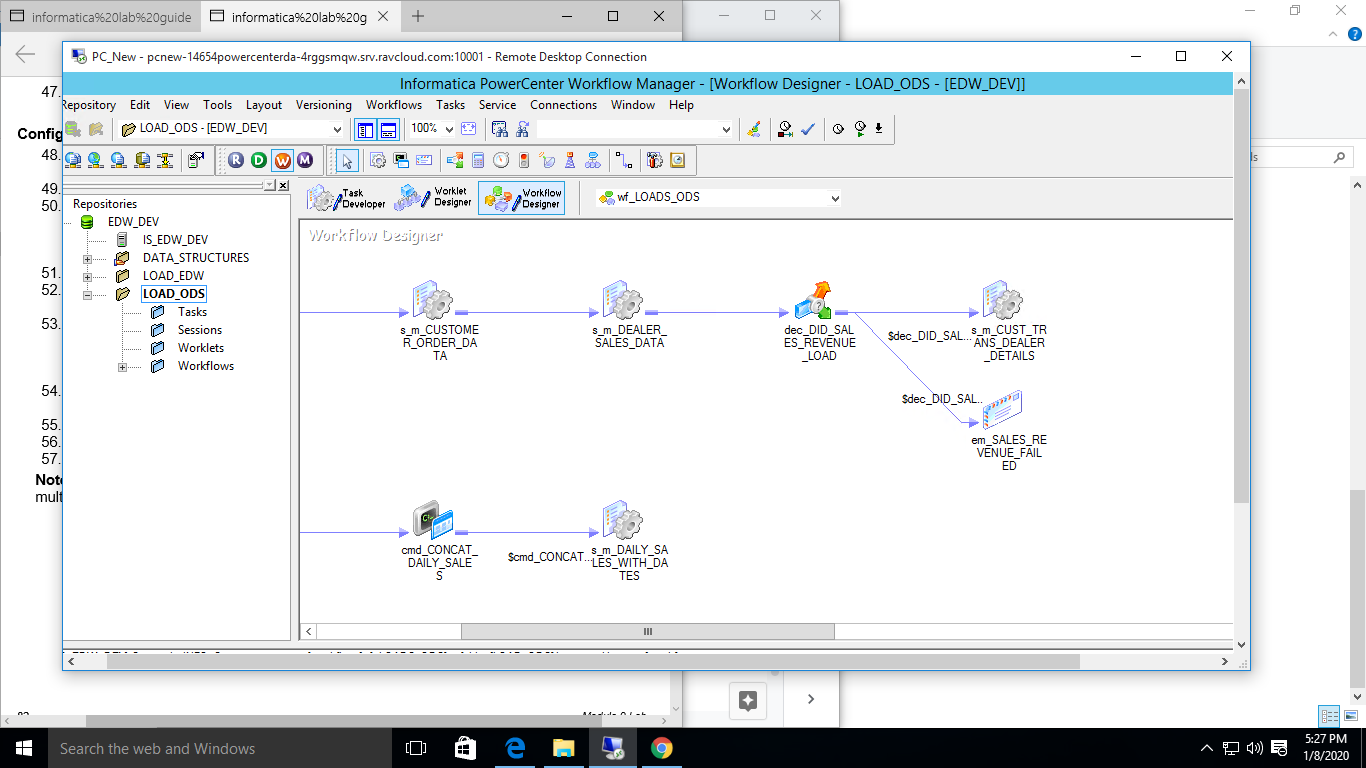 informatica%20lab%20guide
informatica%20lab%20g
PC_New - pcnew-14654powercenterda-4rggsmqw.srv.ravcloud.com:10001 - Remote Desktop Connection
Informatica PowerCenter Workflow Manager - [Workflow Designer - LOAD_ODS - [EDW_DEV]]
Repository Edit View Tools Layout Versioning Workflows Tasks Service Connections Window Help
LOAD_ODS - [EDW_DEV]
100%
R D W M
Task
Developer
Worklet
Designer
Workflow
Designer
wf_LOADS_ODS
Repositories
EDW_DEV
IS_EDW_DEV
DATA_STRUCTURES
LOAD_EDW
LOAD_ODS
Tasks
Sessions
Worklets
Workflows
Workflow Designer
s_m_CUSTOME
R_ORDER_DA
TA
s_m_DEALER_
SALES_DATA
dec_DID_SAL
ES_REVENUE
_LOAD
$dec_DID_SAL...
s_m_CUST_TR
ANS_DEALER
_DETAILS
$dec_DID_SAL...
em_SALES_RE
VENUE_FAIL
ED
cmd_CONCAT_
DAILY_SALE
S
$cmd_CONCAT...
s_m_DAILY_SA
LES_WITH_DA
TES
47.
Config
48.
49.
50.
51.
52.
53.
54.
55.
56.
57.
Note
mult
ls
Search the web and Windows
5:27 PM
1/8/2020